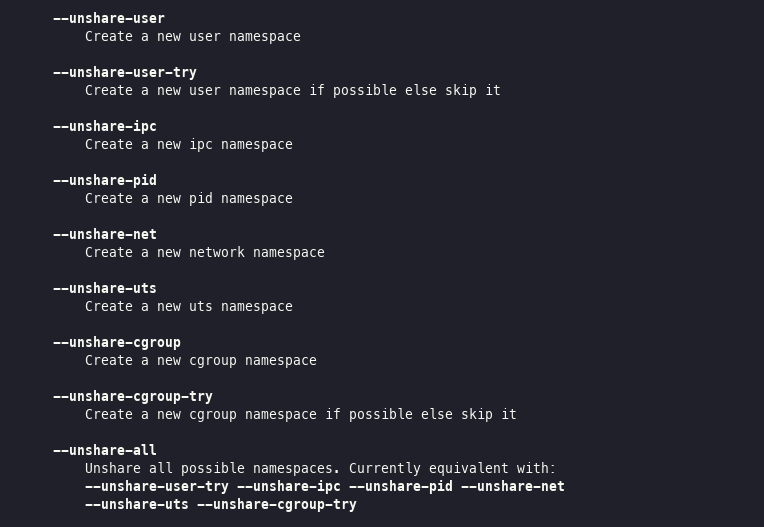 --unshare-user
Create a new user namespace
--unshare-user-try
Create a new user namespace if possible else skip it
--unshare-ipc
Create a new ipc namespace
--unshare-pid
Create a new pid namespace
--unshare-net
Create a new network namespace
--unshare-uts
Create a new uts namespace
--unshare-cgroup
Create a new cgroup namespace
--unshare-cgroup-try
Create a new cgroup namespace if possible else skip it
--unshare-all
Unshare all possible namespaces. Currently equivalent with:
--unshare-user-try --unshare-ipc --unshare-pid --unshare-net
--unshare-uts --unshare-cgroup-try